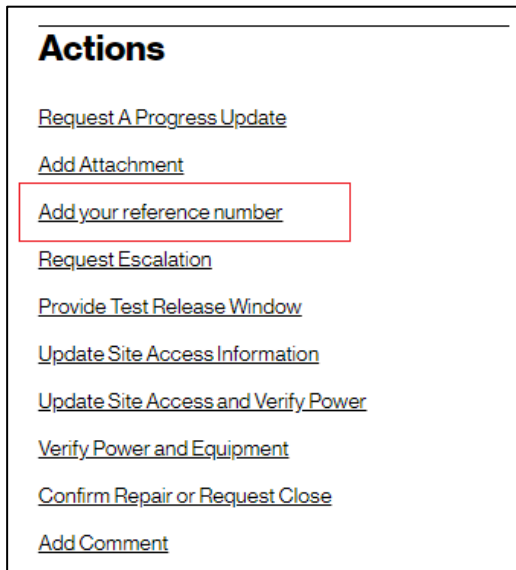 Actions
Request A Progress Update
Add Attachment
Add your reference number
Request Escalation
Provide Test Release Window
Update Site Access Information
Update Site Access and Verify Power
Verify Power and Equipment
Confirm Repair or Request Close
Add Comment